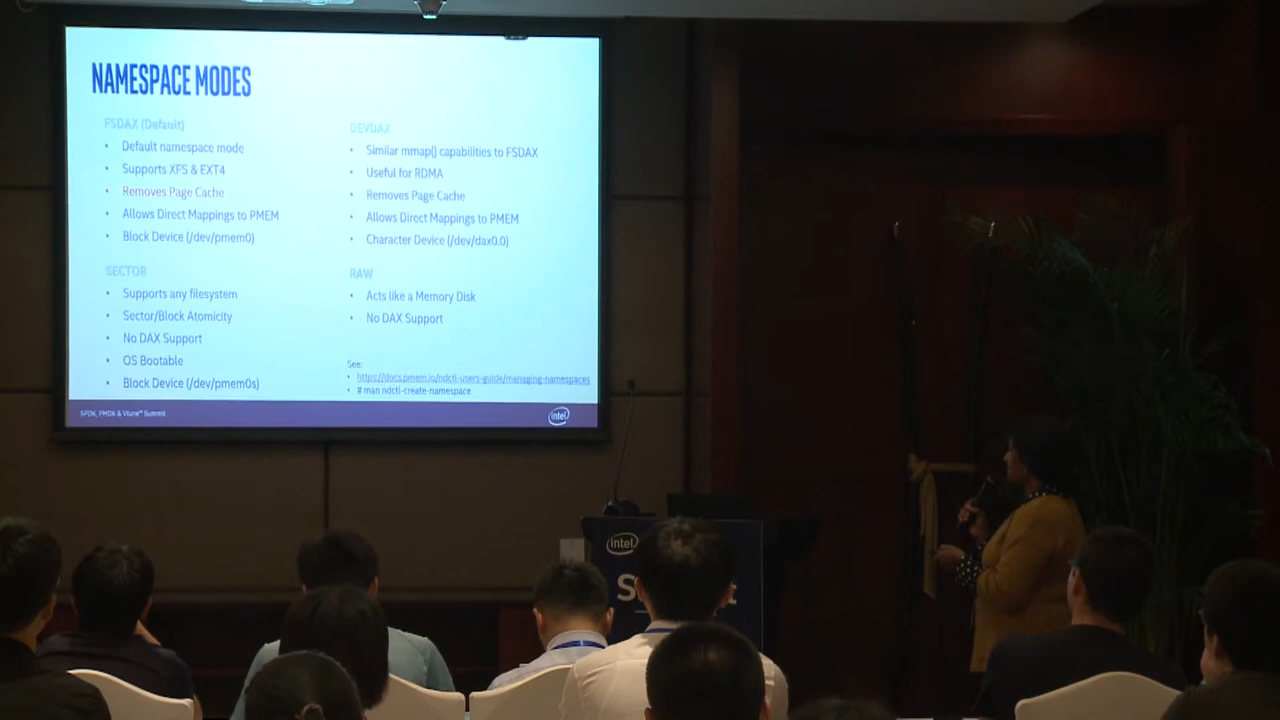 NAMESPACE MODES
FSDAX (Default)
• Default namespace mode
• Supports XFS & EXT4
• Removes Page Cache
• Allows Direct Mappings to PMEM
• Block Device (/dev/pmem0)
SECTOR
• Supports any filesystem
• Sector/Block Atomicity
• No DAX Support
• OS Bootable
• Block Device (/dev/pmem0s)
DEVDAX
• Similar mmap() capabilities to FSDAX
• Useful for RDMA
• Removes Page Cache
• Allows Direct Mappings to PMEM
• Character Device (/dev/dax0.0)
RAW
• Acts like a Memory Disk
• No DAX Support
See:
• https://docs.pmem.io/ndctl-users-guide/managing-namespaces
• # man ndctl-create-namespace
SPDK, PMDK & Vtune™ Summit
intel
intel